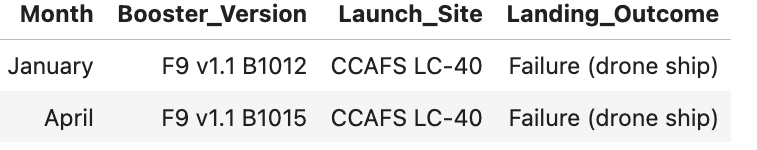 Month Booster_Version Launch_Site Landing_Outcome
January F9 v1.1 B1012 CCAFS LC-40 Failure (drone ship)
April F9 v1.1 B1015 CCAFS LC-40 Failure (drone ship)